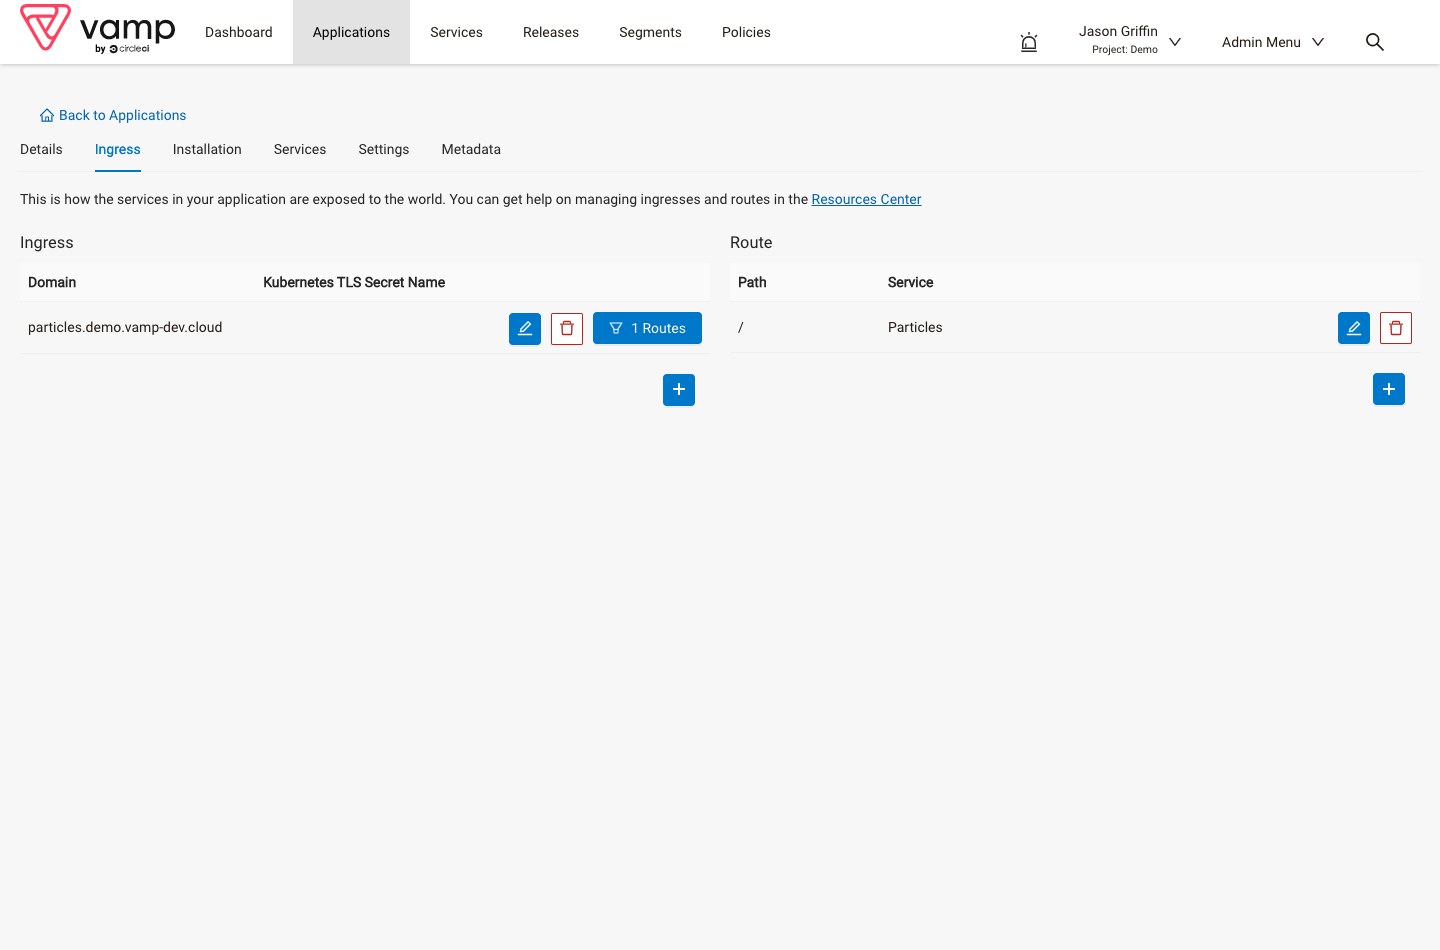 vamp
by circleci
Dashboard
Applications
Services
Releases
Segments
Policies
Jason Griffin
Project: Demo
Admin Menu
Back to Applications
Details
Ingress
Installation
Services
Settings
Metadata
This is how the services in your application are exposed to the world. You can get help on managing ingresses and routes in the Resources Center
Ingress
Domain
Kubernetes TLS Secret Name
particles.demo.vamp-dev.cloud
1 Routes
Route
Path
Service
/
Particles